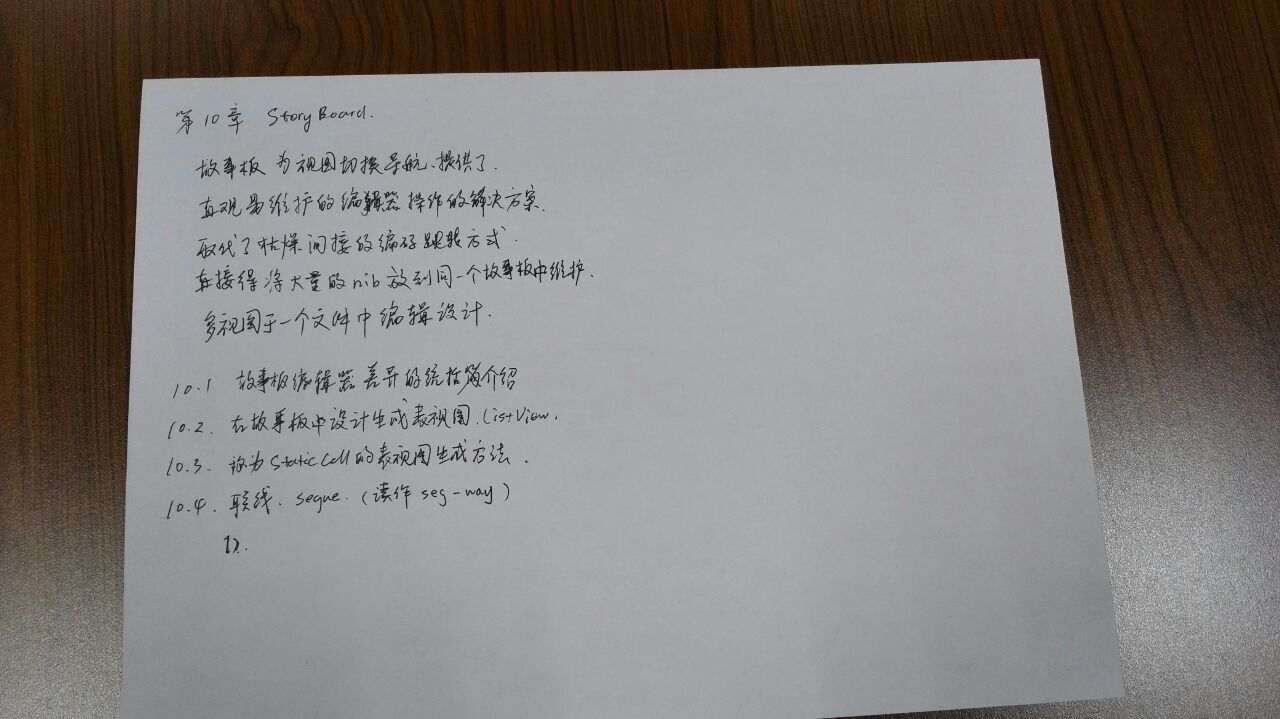 第10章 StoryBoard.
故事板 为视图切换导航、提供了.
直观易维护的编辑器操作的解决方案.
取代了枯燥间接的编码跳转方式.
直接得将大量的nib放到同一个故事板中维护.
多视图于一个文件中编辑设计.
10.1 故事板编辑器差异的统括简介绍
10.2. 在故事板中设计生成表视图.ListView.
10.3. 设为StaticCell的表视图生成方法.
10.4. 联线. segue. (读作 seg-way)
1).